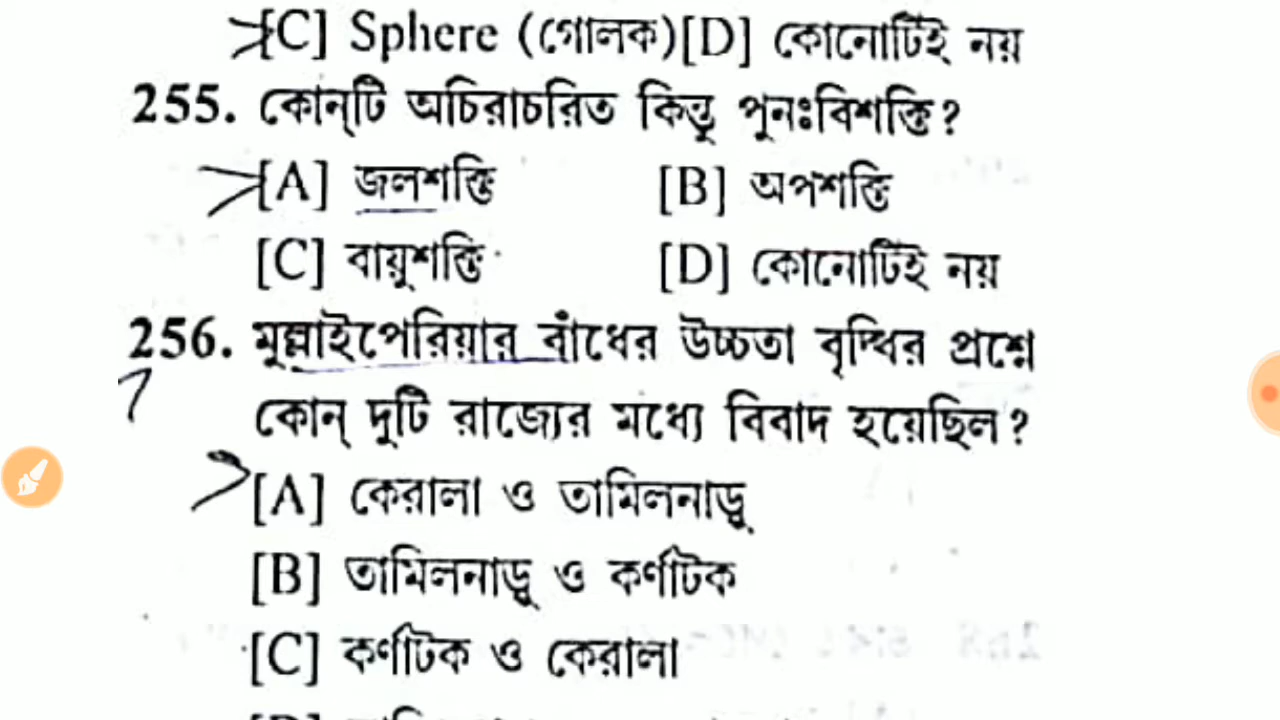 [C] Sphere (গোলক)[D] কোনোটিই নয়
255. কোন্‌টি অচিরাচরিত কিন্তু পুনঃবিশক্তি?
[A] জলশক্তি [B] অপশক্তি
[C] বায়ুশক্তি [D] কোনোটিই নয়
256. মুল্লাইপেরিয়ার বাঁধের উচ্চতা বৃদ্ধির প্রশ্নে
কোন্ দুটি রাজ্যের মধ্যে বিবাদ হয়েছিল?
[A] কেরালা ও তামিলনাড়ু
[B] তামিলনাড়ু ও কর্ণাটক
[C] কর্ণাটক ও কেরালা